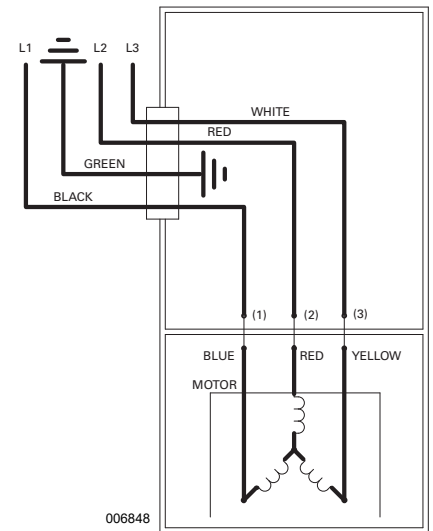 L1 L2 L3
WHITE
RED
GREEN
BLACK
(1) (2) (3)
BLUE RED YELLOW
MOTOR
006848